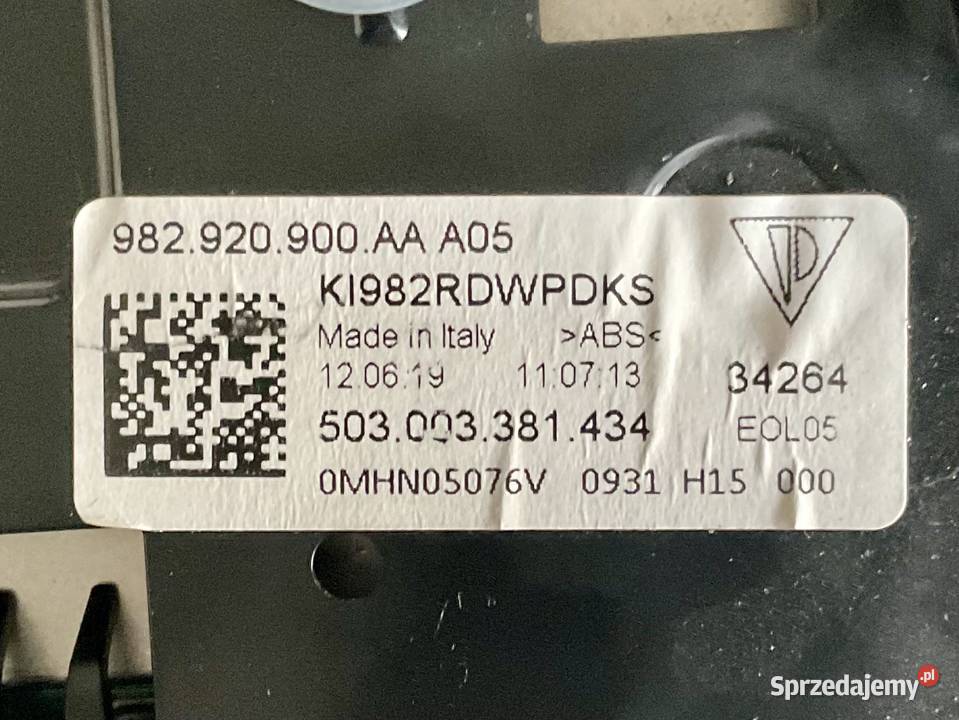 982.920.900.AA A05
KI982RDWPDKS
Made in Italy >ABS<
12.06.19 11:07:13 34264
503.003.381.434 EOL05
0MHN05076V 0931 H15 000
Sprzedajemy.pl